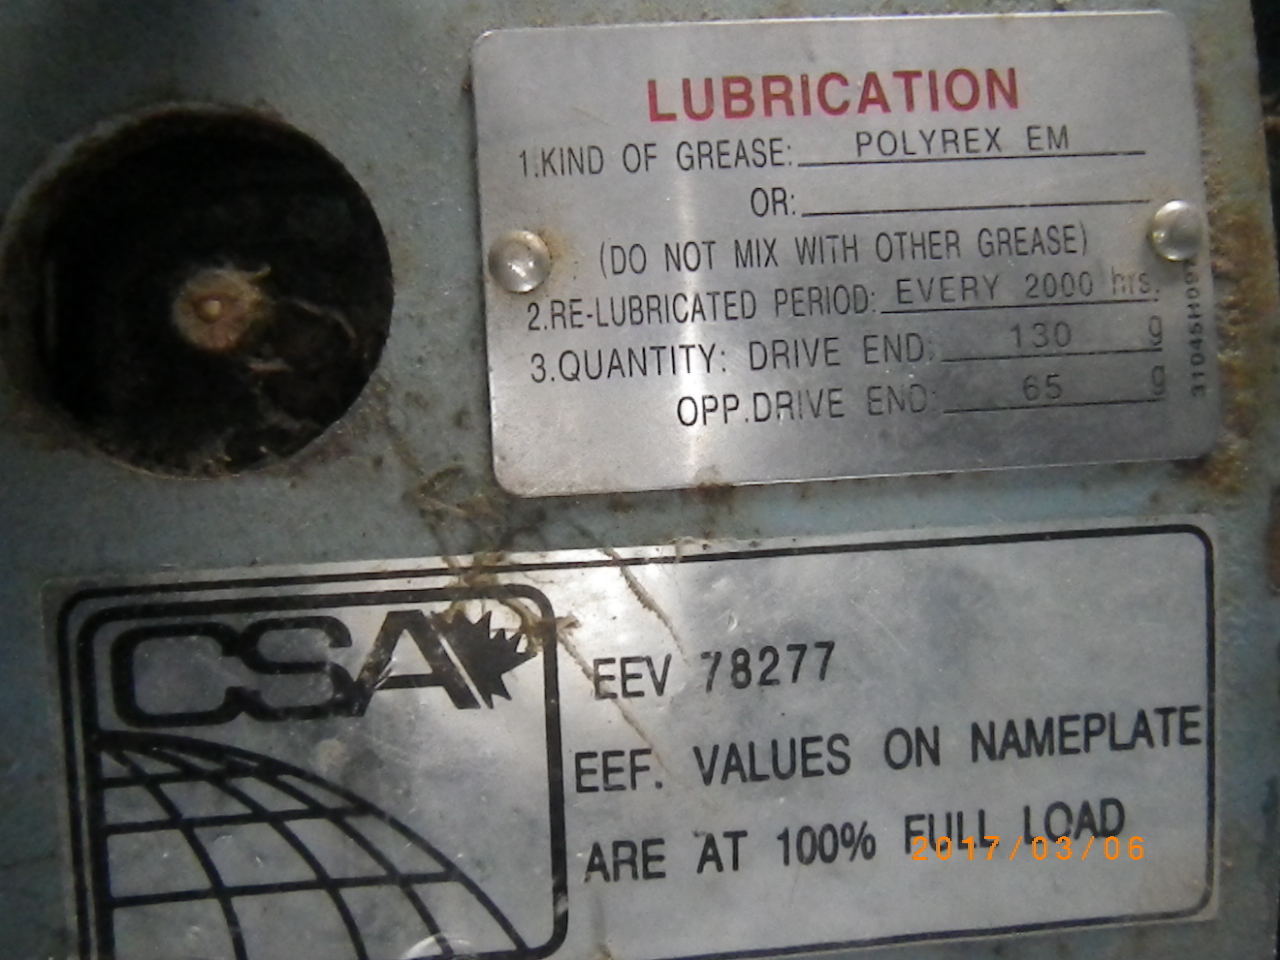 LUBRICATION
1.KIND OF GREASE: POLYREX EM
OR:
(DO NOT MIX WITH OTHER GREASE)
2.RE-LUBRICATED PERIOD: EVERY 2000 hrs.
3.QUANTITY: DRIVE END: 130 g
OPP.DRIVE END: 65 g
CSA
EEV 78277
EEF. VALUES ON NAMEPLATE
ARE AT 100% FULL LOAD
2017/03/06